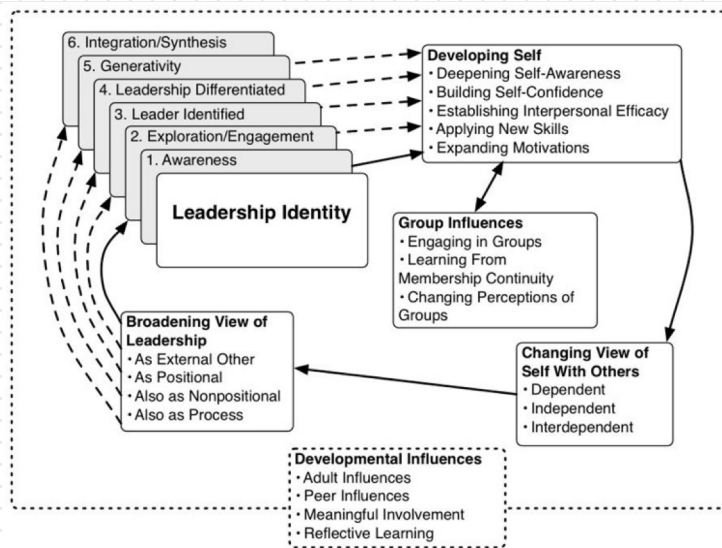 6. Integration/Synthesis
5. Generativity
4. Leadership Differentiated
3. Leader Identified
2. Exploration/Engagement
1. Awareness
Leadership Identity
Developing Self
· Deepening Self-Awareness
· Building Self-Confidence
· Establishing Interpersonal Efficacy
· Applying New Skills
· Expanding Motivations
Group Influences
· Engaging in Groups
· Learning From
Membership Continuity
· Changing Perceptions of
Groups
Broadening View of
Leadership
· As External Other
· As Positional
· Also as Nonpositional
· Also as Process
Changing View of
Self With Others
· Dependent
· Independent
· Interdependent
Developmental Influences
· Adult Influences
· Peer Influences
· Meaningful Involvement
· Reflective Learning